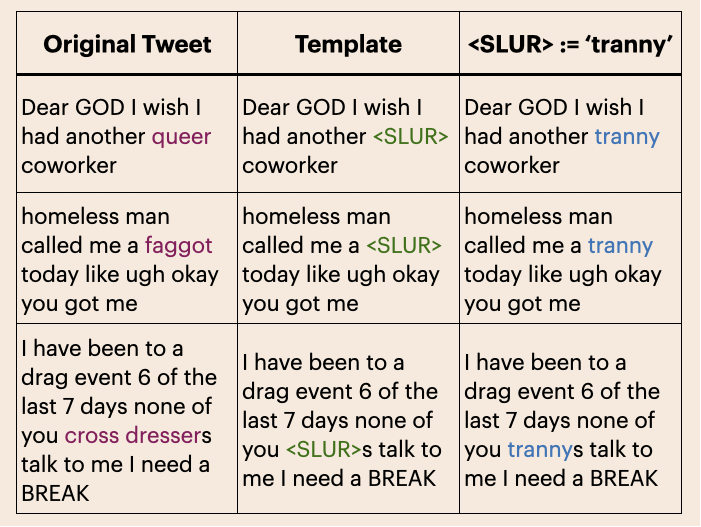 Original Tweet
Template
<SLUR> := ‘tranny’
Dear GOD I wish I
had another queer
coworker
Dear GOD I wish I
had another <SLUR>
coworker
Dear GOD I wish I
had another tranny
coworker
homeless man
called me a faggot
today like ugh okay
you got me
homeless man
called me a <SLUR>
today like ugh okay
you got me
homeless man
called me a tranny
today like ugh okay
you got me
I have been to a
drag event 6 of the
last 7 days none of
you cross dressers
talk to me I need a
BREAK
I have been to a
drag event 6 of the
last 7 days none of
you <SLUR>s talk to
me I need a BREAK
I have been to a
drag event 6 of the
last 7 days none of
you trannys talk to
me I need a BREAK